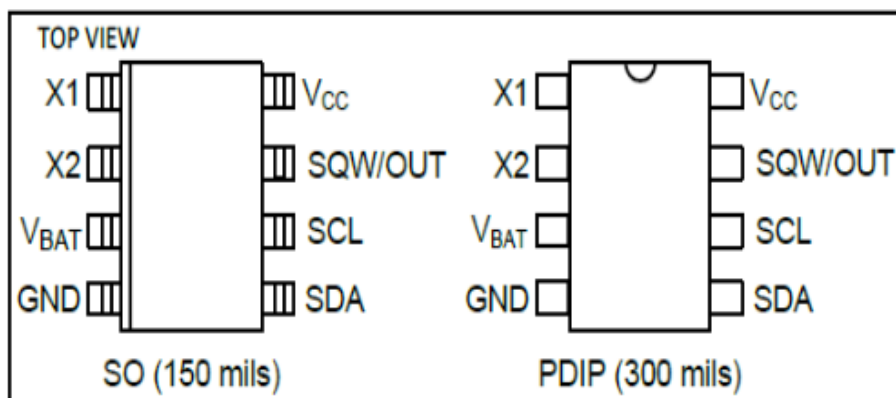 TOP VIEW
X1 VCC X1 VCC
X2 SQW/OUT X2 SQW/OUT
VBAT SCL VBAT SCL
GND SDA GND SDA
SO (150 mils) PDIP (300 mils)